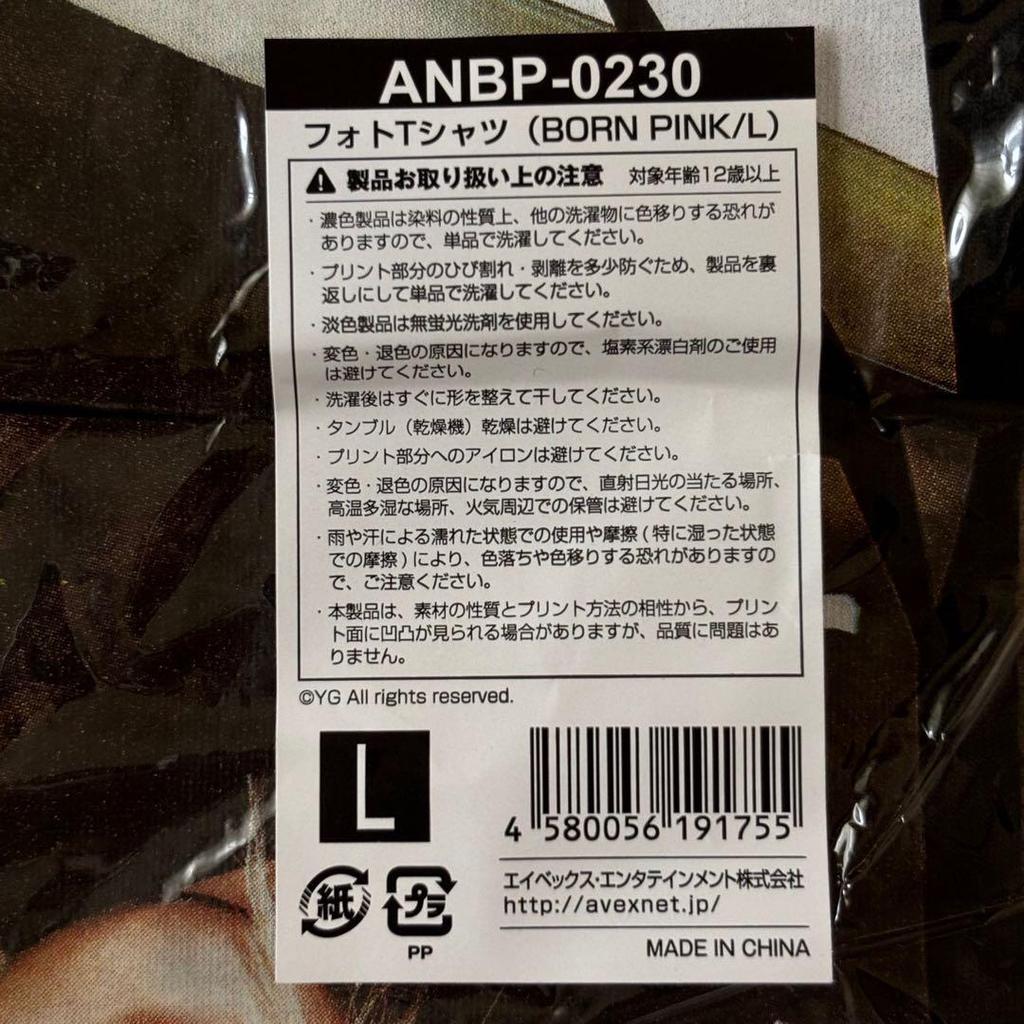 ANBP-0230
フォトTシャツ（BORN PINK/L）
製品お取り扱い上の注意 対象年齢12歳以上
・濃色製品は染料の性質上、他の洗濯物に色移りする恐れが
ありますので、単品で洗濯してください。
・プリント部分のひび割れ・剥離を多少防ぐため、製品を裏
返しにして単品で洗濯してください。
・淡色製品は無蛍光洗剤を使用してください。
・変色・退色の原因になりますので、塩素系漂白剤のご使用
は避けてください。
・洗濯後はすぐに形を整えて干してください。
・タンブル（乾燥機）乾燥は避けてください。
・プリント部分へのアイロンは避けてください。
・変色・退色の原因になりますので、直射日光の当たる場所、
高温多湿な場所、火気周辺での保管は避けてください。
・雨や汗による濡れた状態での使用や摩擦(特に湿った状態
での摩擦)により、色落ちや色移りする恐れがありますの
で、ご注意ください。
・本製品は、素材の性質とプリント方法の相性から、プリン
ト面に凹凸が見られる場合がありますが、品質に問題はあ
りません。
©YG All rights reserved.
L
4 580056 191755
紙 プラ
PP
エイベックス・エンタテインメント株式会社
http://avexnet.jp/
MADE IN CHINA